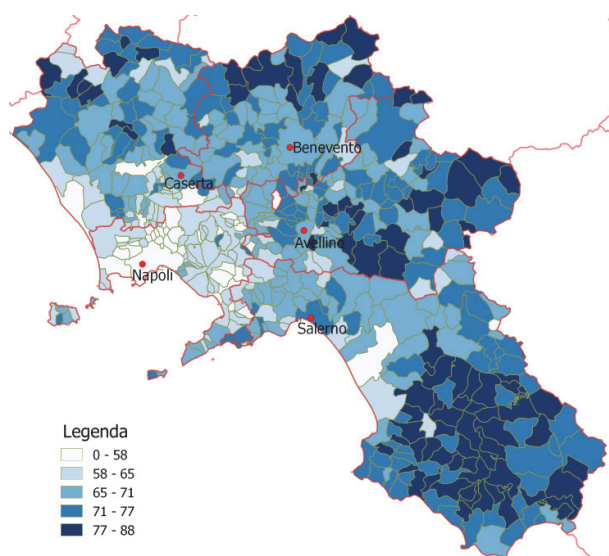 Benevento
Caserta
Avellino
Napoli
Salerno
Legenda
0 - 58
58 - 65
65 - 71
71 - 77
77 - 88